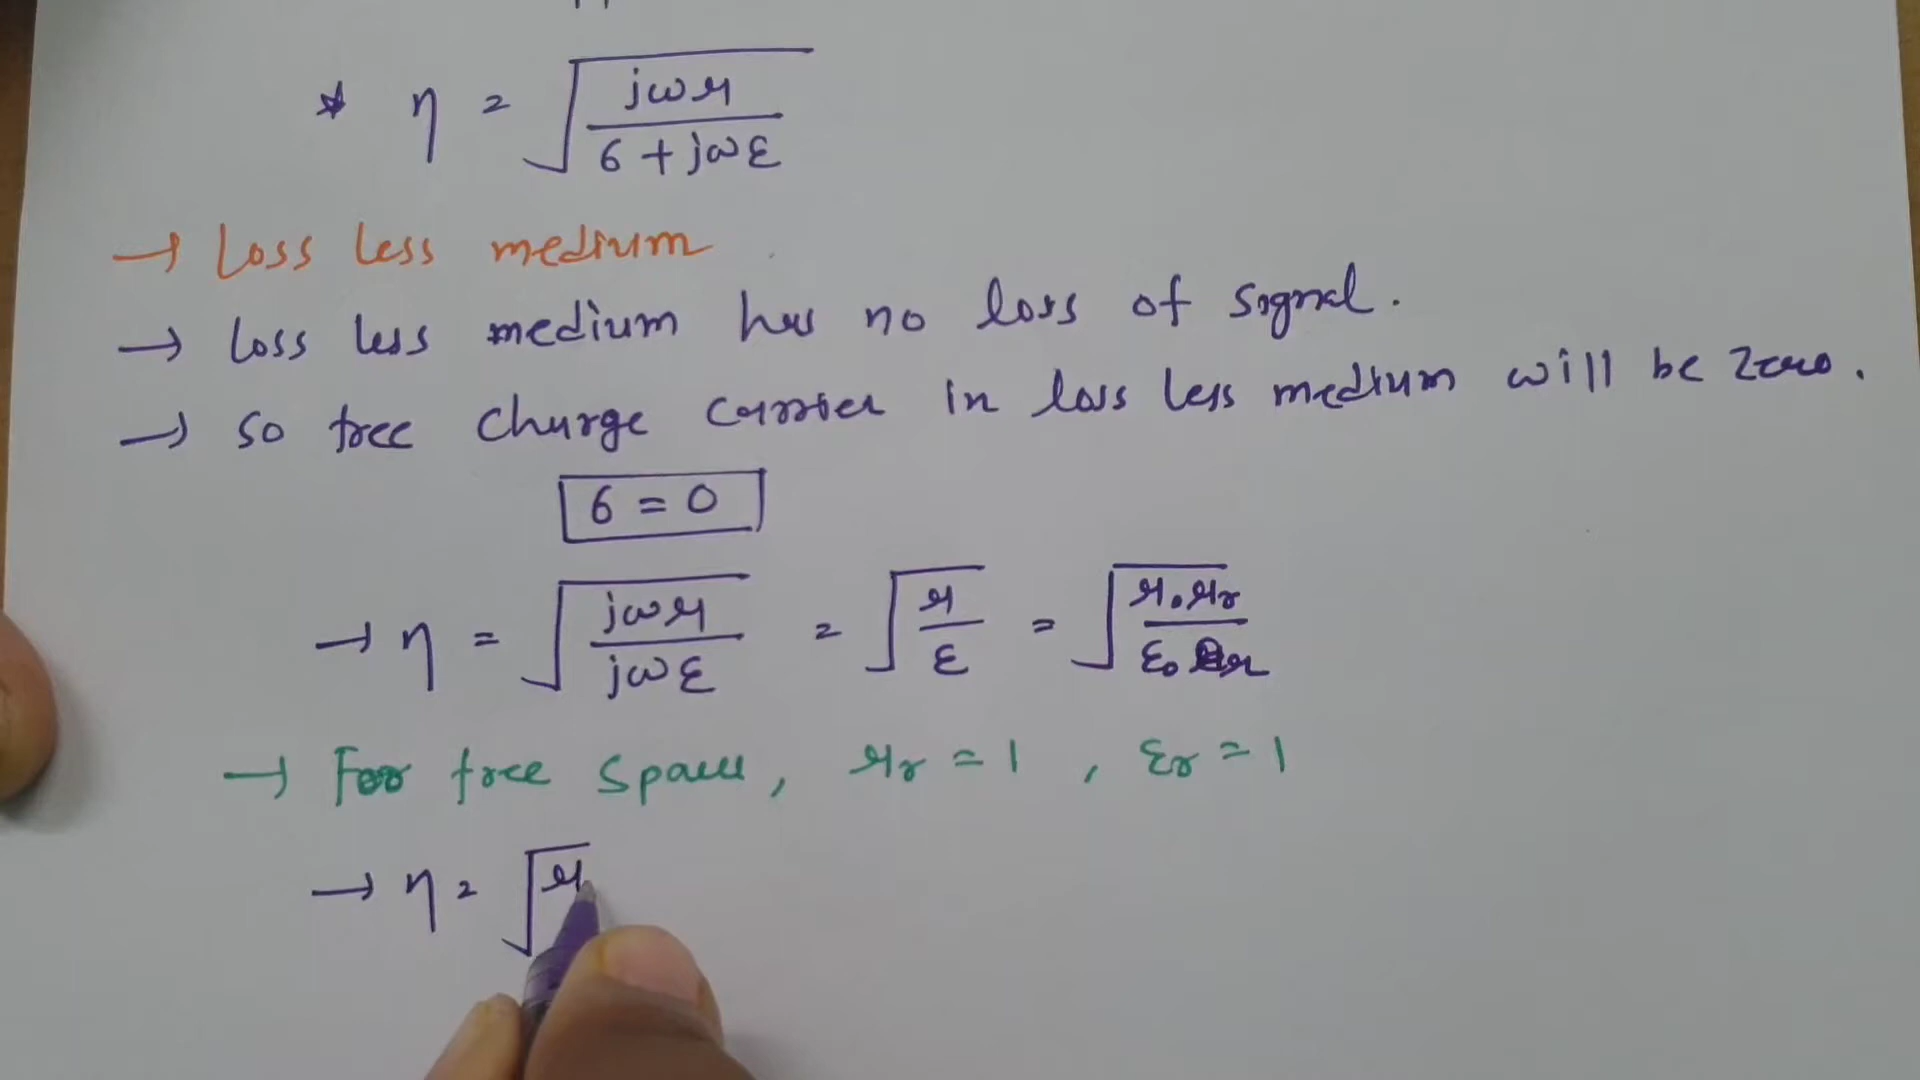 * η = √(jωμ / σ + jωε)
→ Loss less medium
→ Loss less medium has no loss of signal.
→ so free charge carrier in loss less medium will be zero.
σ = 0
→ η = √(jωμ / jωε) = √(μ / ε) = √(μ₀μr / ε₀εr)
→ For free space, μr = 1, εr = 1
→ η = √μ